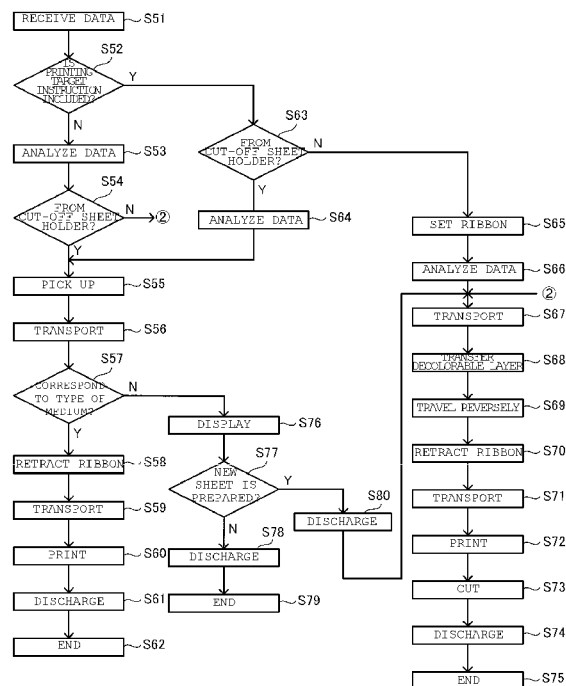 RECEIVE DATA
S51
S52
IS
PRINTING
TARGET
INSTRUCTION
INCLUDED?
Y
N
ANALYZE DATA
S53
S54
FROM
CUT-OFF SHEET
HOLDER?
N
②
Y
S63
FROM
CUT-OFF SHEET
HOLDER?
N
Y
ANALYZE DATA
S64
PICK UP
S55
TRANSPORT
S56
S57
CORRESPOND
TO TYPE OF
MEDIUM?
N
Y
RETRACT RIBBON
S58
TRANSPORT
S59
PRINT
S60
DISCHARGE
S61
END
S62
DISPLAY
S76
S77
NEW
SHEET IS
PREPARED?
Y
N
S78
DISCHARGE
END
S79
S80
DISCHARGE
SET RIBBON
S65
ANALYZE DATA
S66
②
TRANSPORT
S67
TRANSFER
DECOLORABLE LAYER
S68
TRAVEL REVERSELY
S69
RETRACT RIBBON
S70
TRANSPORT
S71
PRINT
S72
CUT
S73
DISCHARGE
S74
END
S75